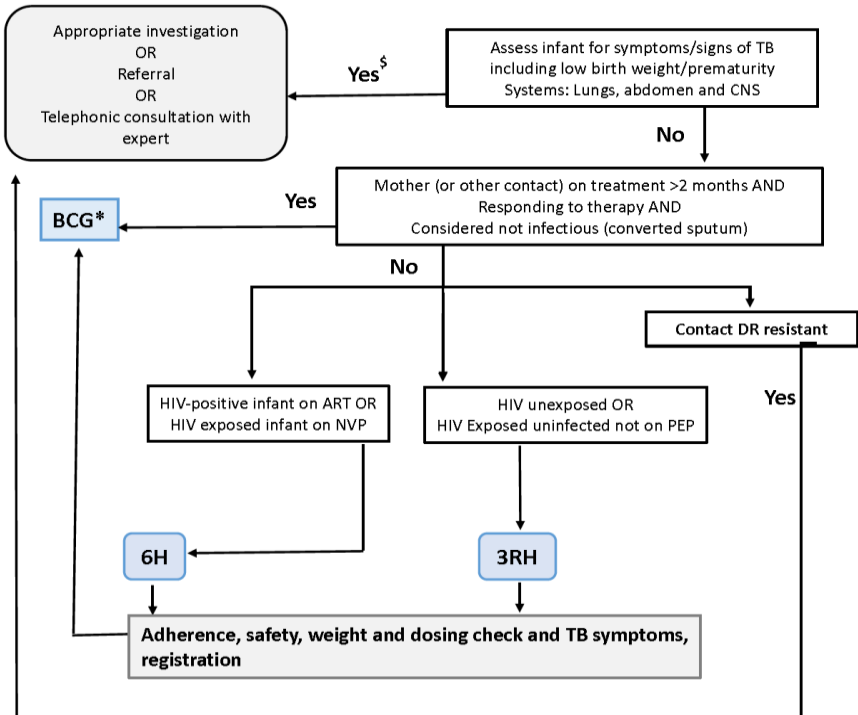 Appropriate investigation
OR
Referral
OR
Telephonic consultation with
expert
Yes$
Assess infant for symptoms/signs of TB
including low birth weight/prematurity
Systems: Lungs, abdomen and CNS
No
Mother (or other contact) on treatment >2 months AND
Responding to therapy AND
Considered not infectious (converted sputum)
Yes
BCG*
No
Contact DR resistant
Yes
HIV-positive infant on ART OR
HIV exposed infant on NVP
HIV unexposed OR
HIV Exposed uninfected not on PEP
6H
3RH
Adherence, safety, weight and dosing check and TB symptoms,
registration